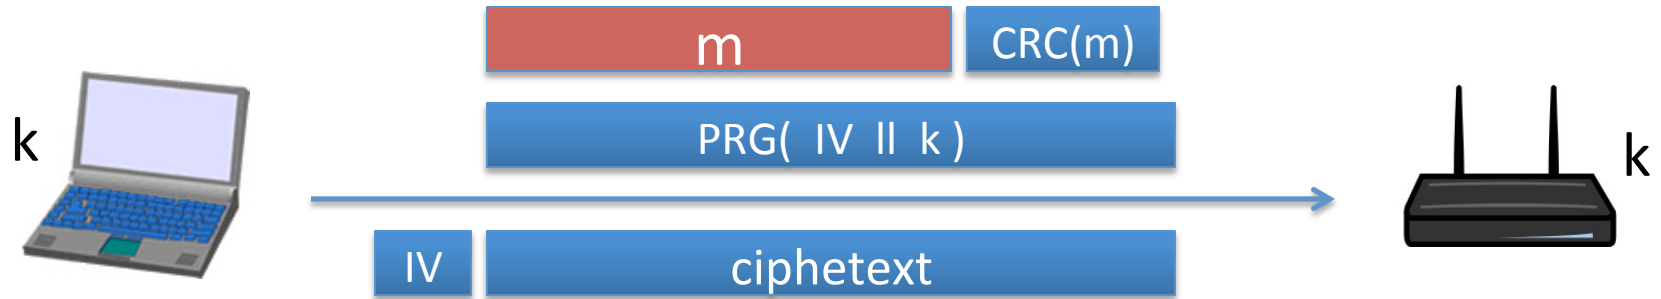 m
CRC(m)
k
PRG( IV ll k )
k
IV
ciphetext